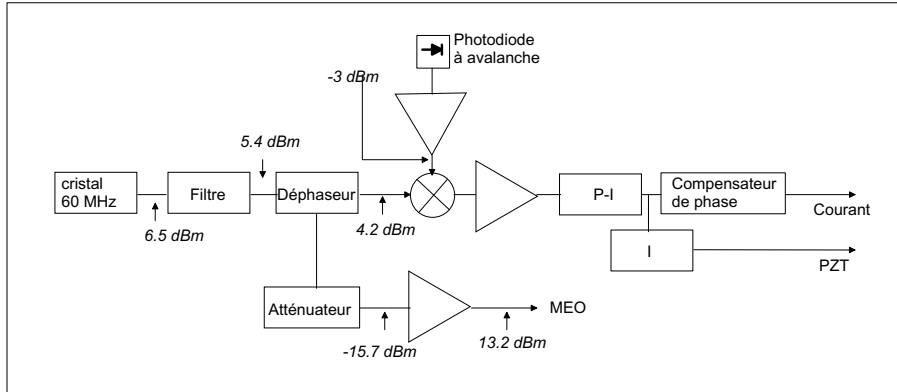 Photodiode
à avalanche
-3 dBm
5.4 dBm
cristal
60 MHz
Filtre
Déphaseur
P-I
Compensateur
de phase
Courant
6.5 dBm
4.2 dBm
I
PZT
Atténuateur
MEO
-15.7 dBm
13.2 dBm